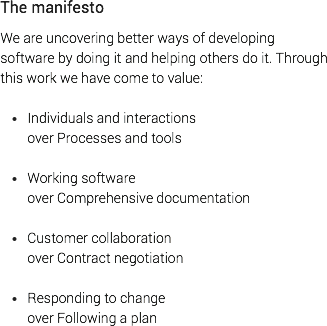 The manifesto
We are uncovering better ways of developing
software by doing it and helping others do it. Through
this work we have come to value:
• Individuals and interactions
over Processes and tools
• Working software
over Comprehensive documentation
• Customer collaboration
over Contract negotiation
• Responding to change
over Following a plan